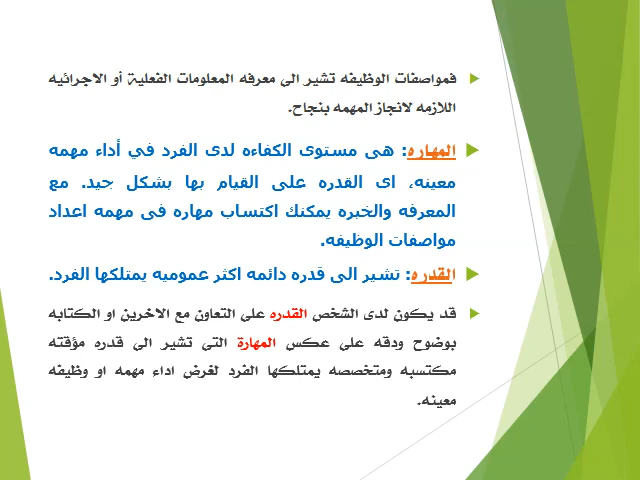 فمواصفات الوظيفه تشير الي معرفه المعلومات الفعلية أو الاجرائيه
اللازمه لانجاز المهمه بنجاح.
المهاره: هى مستوى الكفاءه لدى الفرد في أداء مهمه
معينه، اى القدره على القيام بها بشكل جيد. مع
المعرفه والخبره يمكنك اكتساب مهاره فى مهمه اعداد
مواصفات الوظيفه.
القدره: تشير الى قدره دائمه اكثر عموميه يمتلكها الفرد.
قد يكون لدى الشخص القدره على التعاون مع الاخرين او الكتابه
بوضوح ودقه على عكس المهارة التى تشير الى قدره مؤقته
مكتسبه ومتخصصه يمتلكها الفرد لغرض اداء مهمه او وظيفه
معينه.